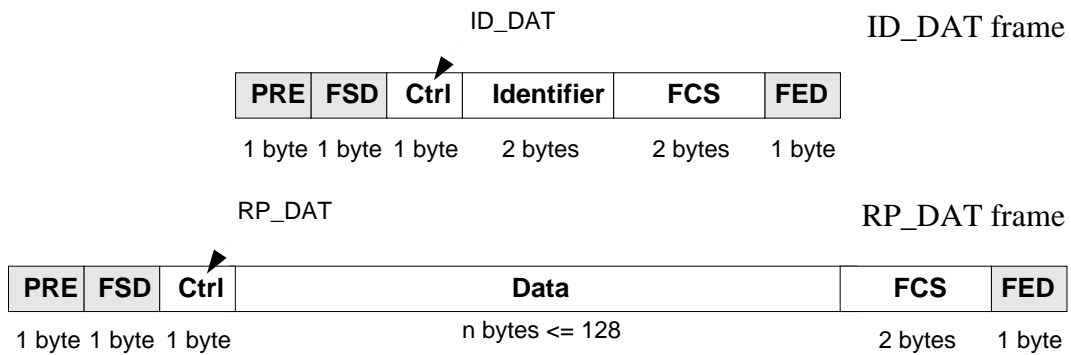 ID_DAT
ID_DAT frame
PRE FSD Ctrl Identifier FCS FED
1 byte 1 byte 1 byte 2 bytes 2 bytes 1 byte
RP_DAT
RP_DAT frame
PRE FSD Ctrl Data FCS FED
1 byte 1 byte 1 byte n bytes <= 128 2 bytes 1 byte